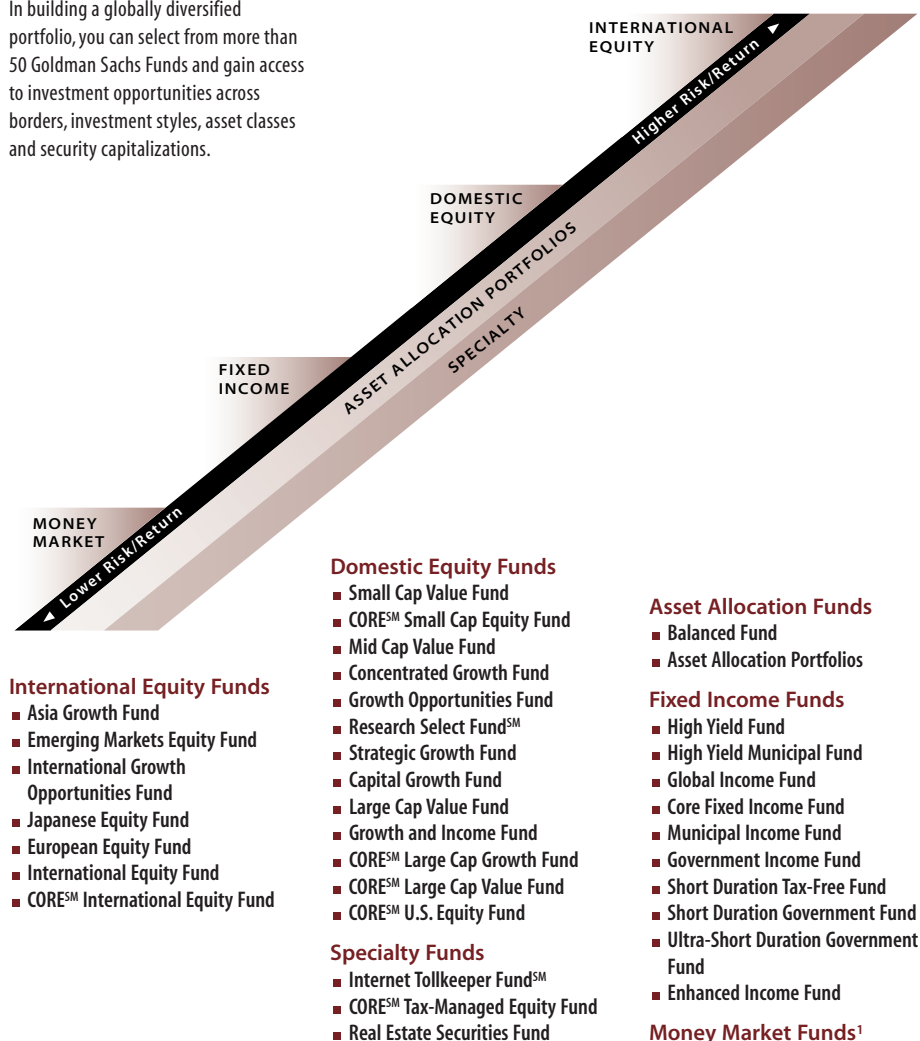 In building a globally diversified
portfolio, you can select from more than
50 Goldman Sachs Funds and gain access
to investment opportunities across
borders, investment styles, asset classes
and security capitalizations.
INTERNATIONAL
EQUITY
Higher Risk/Return ►
DOMESTIC
EQUITY
ASSET ALLOCATION PORTFOLIOS
SPECIALTY
FIXED
INCOME
MONEY
MARKET
◄ Lower Risk/Return
International Equity Funds
■ Asia Growth Fund
■ Emerging Markets Equity Fund
■ International Growth
Opportunities Fund
■ Japanese Equity Fund
■ European Equity Fund
■ International Equity Fund
■ CORE℠ International Equity Fund
Domestic Equity Funds
■ Small Cap Value Fund
■ CORE℠ Small Cap Equity Fund
■ Mid Cap Value Fund
■ Concentrated Growth Fund
■ Growth Opportunities Fund
■ Research Select Fund℠
■ Strategic Growth Fund
■ Capital Growth Fund
■ Large Cap Value Fund
■ Growth and Income Fund
■ CORE℠ Large Cap Growth Fund
■ CORE℠ Large Cap Value Fund
■ CORE℠ U.S. Equity Fund
Specialty Funds
■ Internet Tollkeeper Fund℠
■ CORE℠ Tax-Managed Equity Fund
■ Real Estate Securities Fund
Asset Allocation Funds
■ Balanced Fund
■ Asset Allocation Portfolios
Fixed Income Funds
■ High Yield Fund
■ High Yield Municipal Fund
■ Global Income Fund
■ Core Fixed Income Fund
■ Municipal Income Fund
■ Government Income Fund
■ Short Duration Tax-Free Fund
■ Short Duration Government Fund
■ Ultra-Short Duration Government
Fund
■ Enhanced Income Fund
Money Market Funds¹